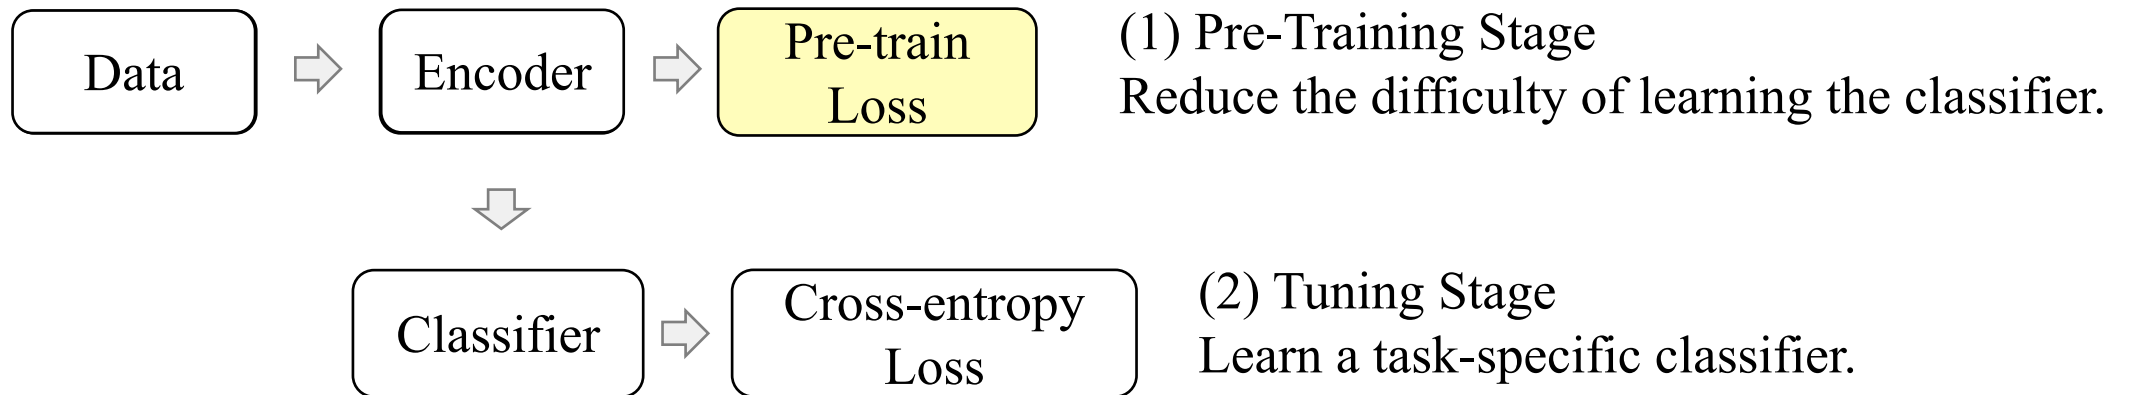 Data
Encoder
Pre-train
Loss
(1) Pre-Training Stage
Reduce the difficulty of learning the classifier.
Classifier
Cross-entropy
Loss
(2) Tuning Stage
Learn a task-specific classifier.